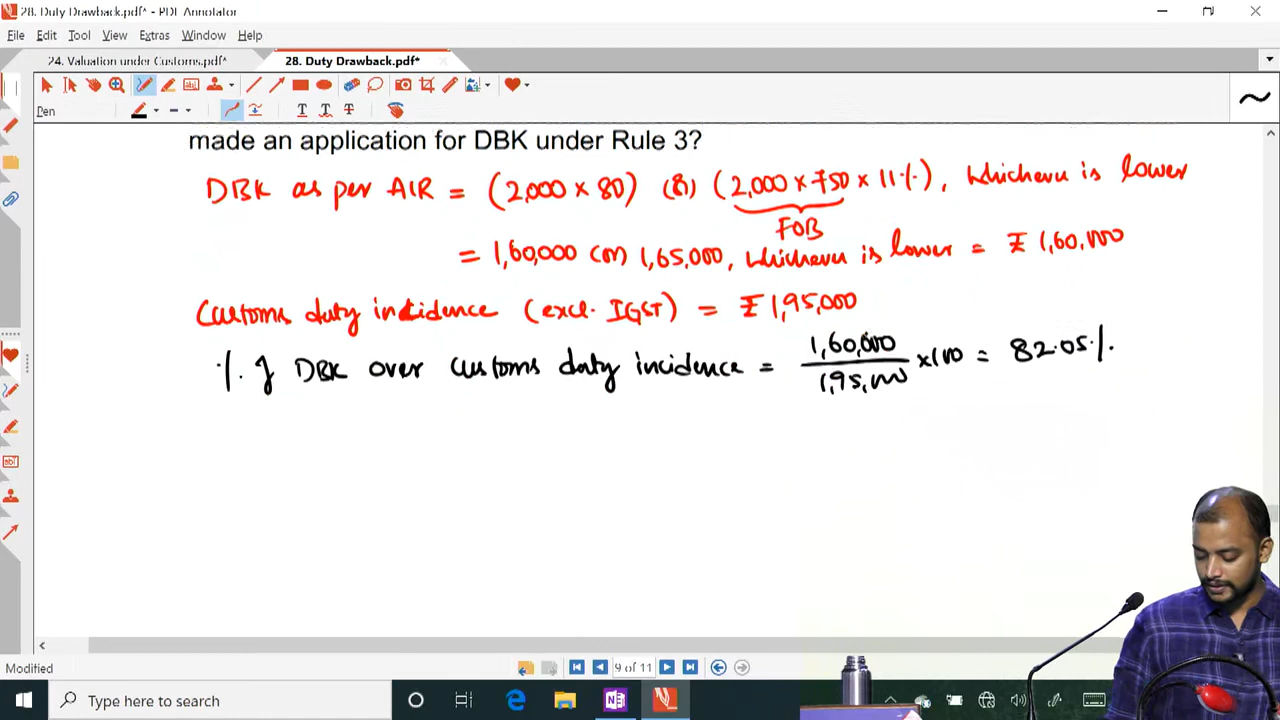 28. Duty Drawback.pdf* - PDF Annotator
File Edit Tool View Extras Window Help
24. Valuation under Customs.pdf* 28. Duty Drawback.pdf*
Pen
made an application for DBK under Rule 3?
DBK as per AIR = (2,000 × 80) (or) (2,000 × 750 × 11%), whichever is lower
FOB
= 1,60,000 (or) 1,65,000, whichever is lower = ₹ 1,60,000
Customs duty incidence (excl. IGST) = ₹ 1,95,000
% of DBK over customs duty incidence = 1,60,000 / 1,95,000 × 100 = 82.05%
Modified 9 of 11
Type here to search